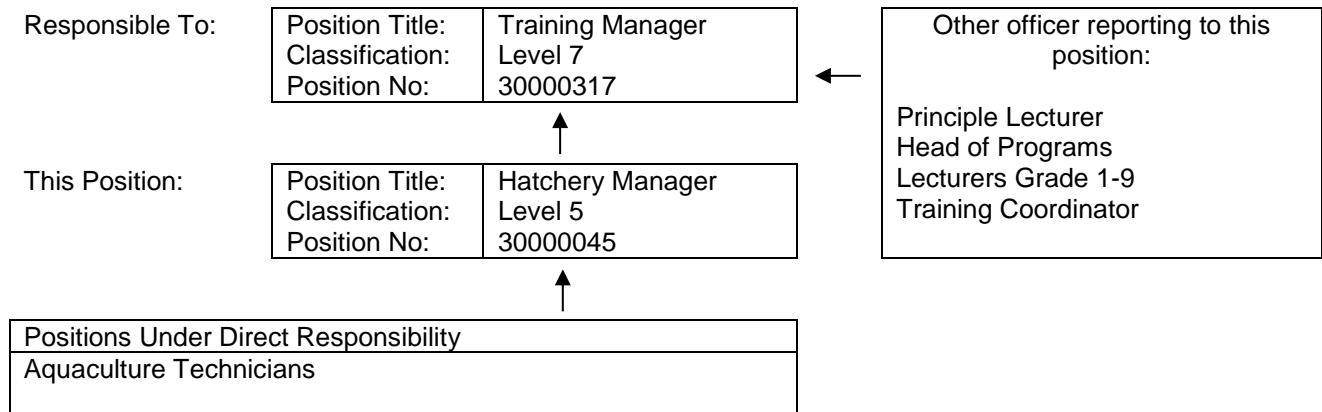 Responsible To:
Position Title: Training Manager
Classification: Level 7
Position No: 30000317
Other officer reporting to this
position:
Principle Lecturer
Head of Programs
Lecturers Grade 1-9
Training Coordinator
This Position:
Position Title: Hatchery Manager
Classification: Level 5
Position No: 30000045
Positions Under Direct Responsibility
Aquaculture Technicians